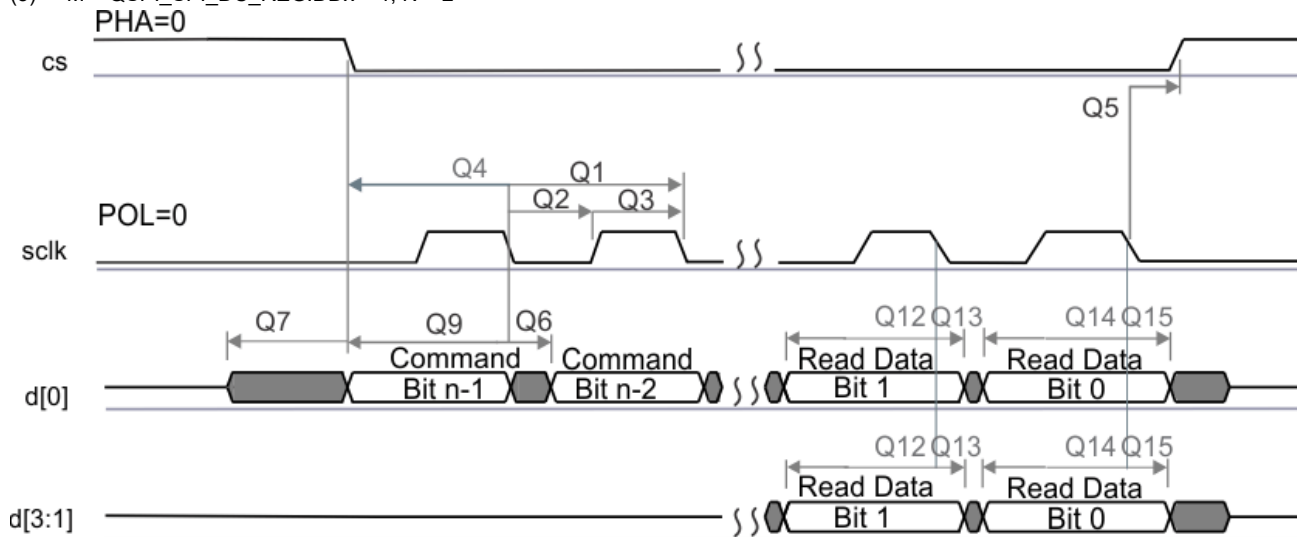 PHA=0
cs
Q5
Q4
Q1
Q2
Q3
POL=0
sclk
Q7
Q9
Q6
Q12 Q13
Q14 Q15
Command
Command
Read Data
Read Data
d[0]
Bit n-1
Bit n-2
Bit 1
Bit 0
Q12 Q13
Q14 Q15
Read Data
Read Data
d[3:1]
Bit 1
Bit 0